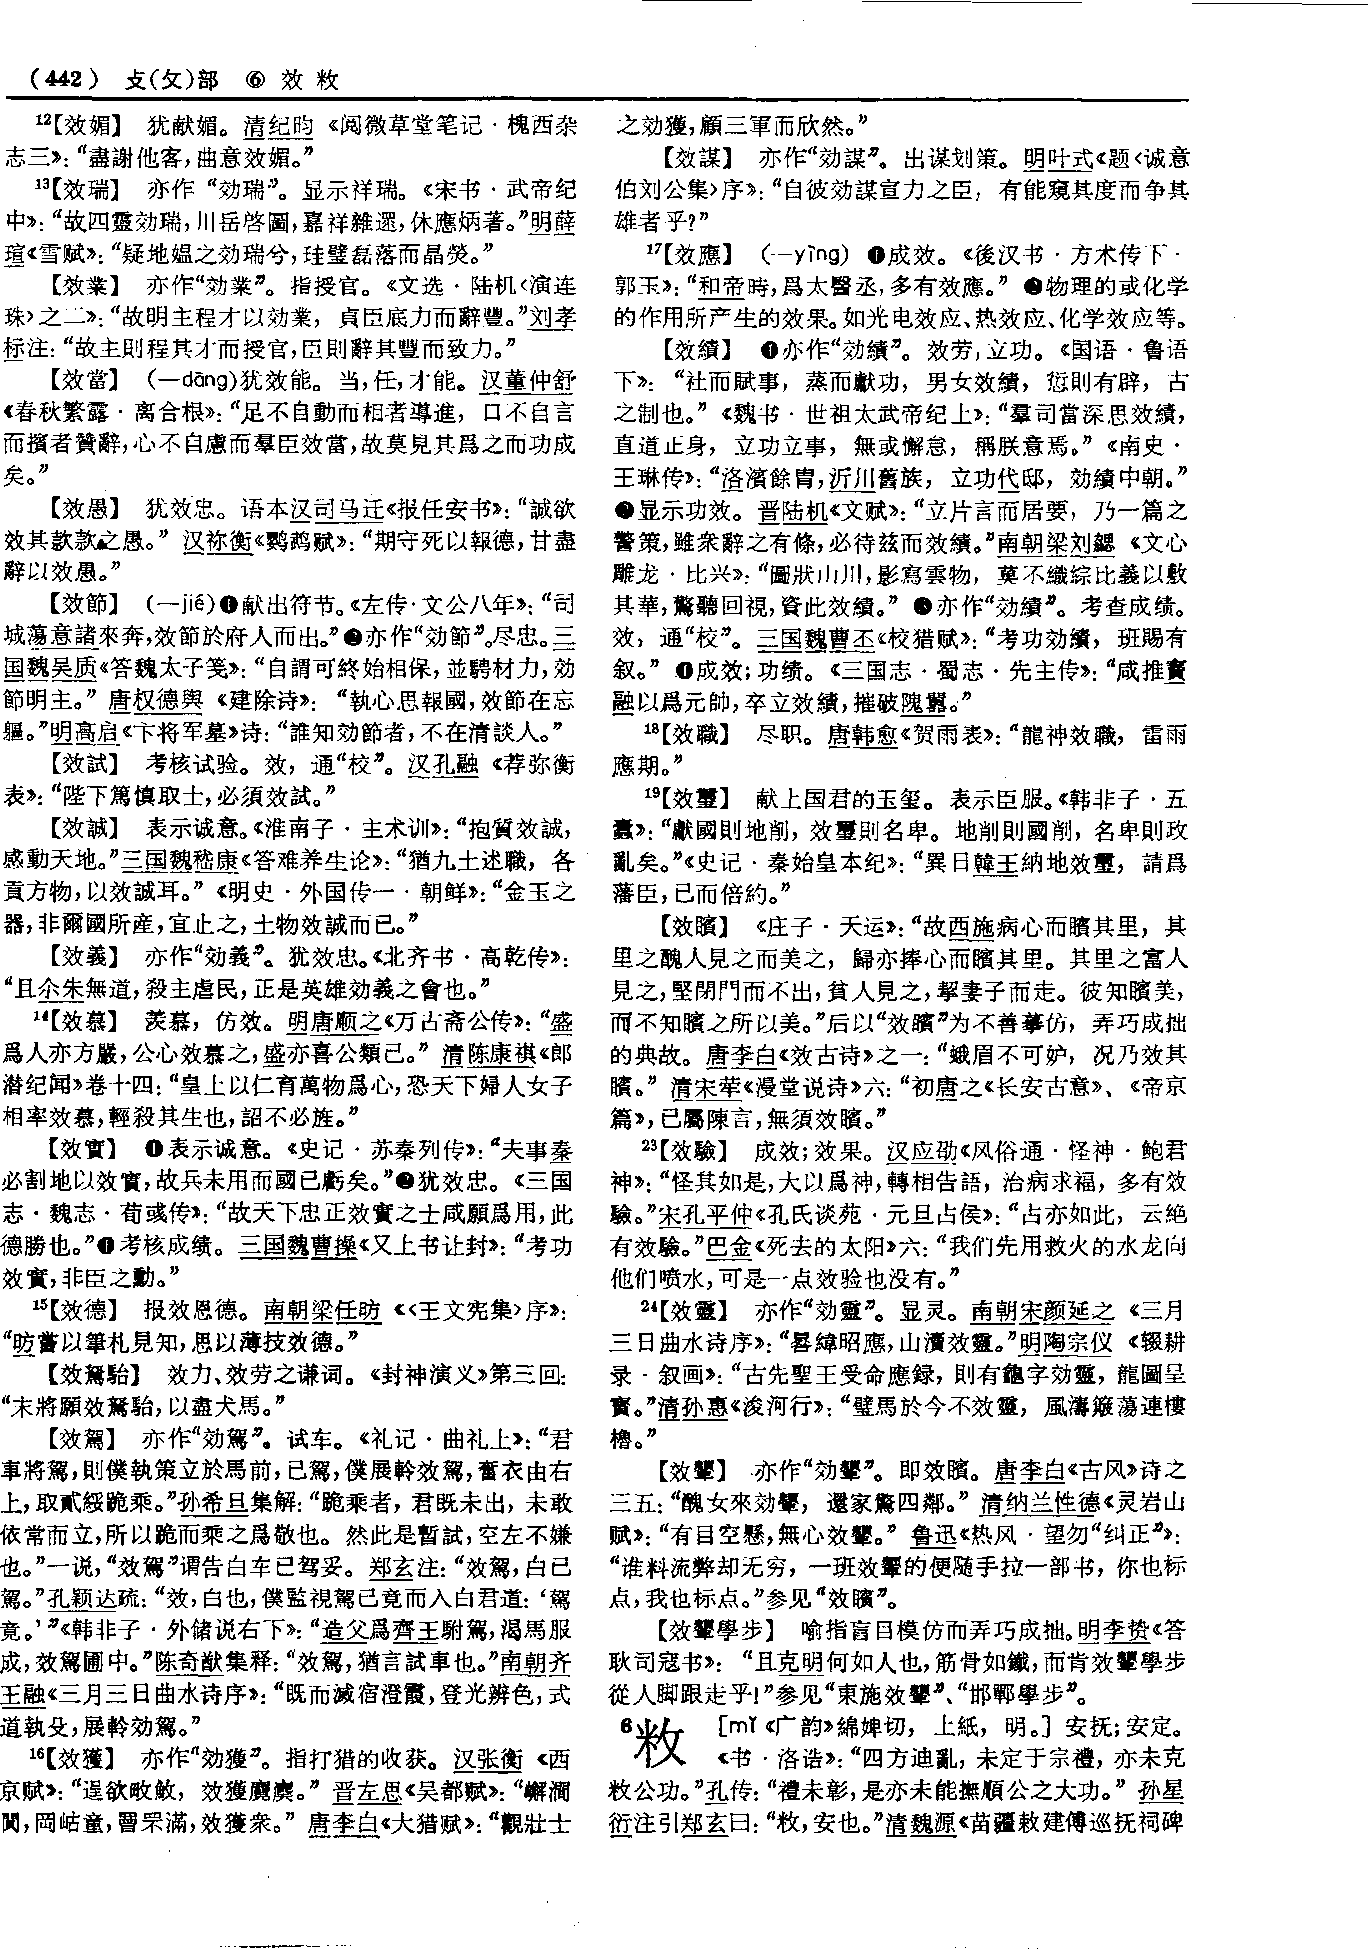 （442） 攴(攵)部 ⑥ 效 敉
¹²【效媚】 犹献媚。清纪昀《阅微草堂笔记·槐西杂
志三》：“盡謝他客，曲意效媚。”
¹³【效瑞】 亦作“効瑞”。显示祥瑞。《宋书·武帝纪
中》：“故四靈効瑞，川岳啓圖，嘉祥雜遝，休應炳著。”明薛
瑄《雪赋》：“疑地媪之効瑞兮，珪璧磊落而晶熒。”
【效業】 亦作“効業”。指授官。《文选·陆机〈演连
珠〉之二》：“故明主程才以効業，貞臣底力而辭豐。”刘孝
标注：“故主則程其才而授官，臣則辭其豐而致力。”
【效當】 (—dāng)犹效能。当，任，才能。汉董仲舒
《春秋繁露·离合根》：“足不自動而相者導進，口不自言
而擯者贊辭，心不自慮而羣臣效當，故莫見其爲之而功成
矣。”
【效愚】 犹效忠。语本汉司马迁《报任安书》：“誠欲
效其款款之愚。” 汉祢衡《鹦鹉赋》：“期守死以報德，甘盡
辭以效愚。”
【效節】 (—jié)❶献出符节。《左传·文公八年》：“司
城蕩意諸來奔，效節於府人而出。”❷亦作“効節”。尽忠。三
国魏吴质《答魏太子笺》：“自謂可終始相保，並騁材力，効
節明主。” 唐权德舆《建除诗》：“執心思報國，效節在忘
軀。”明高启《卞将军墓》诗：“誰知効節者，不在清談人。”
【效試】 考核试验。效，通“校”。汉孔融《荐弥衡
表》：“陛下篤慎取士，必須效試。”
【效誠】 表示诚意。《淮南子·主术训》：“抱質效誠，
感動天地。”三国魏嵇康《答难养生论》：“猶九土述職，各
貢方物，以效誠耳。”《明史·外国传一·朝鲜》：“金玉之
器，非爾國所産，宜止之，土物效誠而已。”
【效義】 亦作“効義”。犹效忠。《北齐书·高乾传》：
“且尒朱無道，殺主虐民，正是英雄効義之會也。”
¹⁴【效慕】 羡慕，仿效。明唐顺之《万古斋公传》：“盛
爲人亦方嚴，公心效慕之，盛亦喜公類己。” 清陈康祺《郎
潜纪闻》卷十四：“皇上以仁育萬物爲心，恐天下婦人女子
相率效慕，輕殺其生也，詔不必旌。”
【效實】 ❶表示诚意。《史记·苏秦列传》：“夫事秦
必割地以效實，故兵未用而國已虧矣。”❷犹效忠。《三国
志·魏志·荀彧传》：“故天下忠正效實之士咸願爲用，此
德勝也。”❶考核成绩。三国魏曹操《又上书让封》：“考功
效實，非臣之勳。”
¹⁵【效德】 报效恩德。南朝梁任昉《〈王文宪集〉序》：
“昉嘗以筆札見知，思以薄技效德。”
【效駑駘】 效力、效劳之谦词。《封神演义》第三回：
“末將願效駑駘，以盡犬馬。”
【效駕】 亦作“効駕”。试车。《礼记·曲礼上》：“君
車將駕，則僕執策立於馬前，已駕，僕展軨效駕，奮衣由右
上，取貳綏跪乘。”孙希旦集解：“跪乘者，君既未出，未敢
依常而立，所以跪而乘之爲敬也。然此是暫試，空左不嫌
也。”一说，“效駕”谓告白车已驾妥。郑玄注：“效駕，白已
駕。”孔颖达疏：“效，白也，僕監視駕已竟而入白君道：‘駕
竟。’”《韩非子·外储说右下》：“造父爲齊王駙駕，渴馬服
成，效駕圃中。”陈奇猷集释：“效駕，猶言試車也。”南朝齐
王融《三月三日曲水诗序》：“既而滅宿澄霞，登光辨色，式
道執殳，展軨効駕。”
¹⁶【效獲】 亦作“効獲”。指打猎的收获。汉张衡《西
京赋》：“逞欲畋𩼪，效獲麑麌。” 晋左思《吴都赋》：“嶰澗
閴，岡岵童，罾罘滿，效獲衆。” 唐李白《大猎赋》：“觀壯士
之効獲，顧三軍而欣然。”
【效謀】 亦作“効謀”。出谋划策。明叶式《题〈诚意
伯刘公集〉序》：“自彼効謀宣力之臣，有能窺其度而争其
雄者乎？”
¹⁷【效應】 (—yìng) ❶成效。《後汉书·方术传下·
郭玉》：“和帝時，爲太醫丞，多有效應。” ❷物理的或化学
的作用所产生的效果。如光电效应、热效应、化学效应等。
【效績】 ❶亦作“効績”。效劳，立功。《国语·鲁语
下》：“社而賦事，蒸而獻功，男女效績，愆則有辟，古
之制也。”《魏书·世祖太武帝纪上》：“羣司當深思效績，
直道正身，立功立事，無或懈怠，稱朕意焉。”《南史·
王琳传》：“洛濱餘胄，沂川舊族，立功代邸，効績中朝。”
❷显示功效。晋陆机《文赋》：“立片言而居要，乃一篇之
警策，雖衆辭之有條，必待兹而效績。”南朝梁刘勰《文心
雕龙·比兴》：“圖狀山川，影寫雲物，莫不織綜比義以敷
其華，驚聽回視，資此效績。” ❸亦作“効績”。考查成绩。
效，通“校”。三国魏曹丕《校猎赋》：“考功効績，班賜有
叙。” ❶成效；功绩。《三国志·蜀志·先主传》：“咸推竇
融以爲元帥，卒立效績，摧破隗囂。”
¹⁸【效職】 尽职。唐韩愈《贺雨表》：“龍神效職，雷雨
應期。”
¹⁹【效璽】 献上国君的玉玺。表示臣服。《韩非子·五
蠹》：“獻國則地削，效璽則名卑。地削則國削，名卑則政
亂矣。”《史记·秦始皇本纪》：“異日韓王納地效璽，請爲
藩臣，已而倍約。”
【效矉】 《庄子·天运》：“故西施病心而矉其里，其
里之醜人見之而美之，歸亦捧心而矉其里。其里之富人
見之，堅閉門而不出，貧人見之，挈妻子而走。彼知矉美，
而不知矉之所以美。”后以“效矉”为不善摹仿，弄巧成拙
的典故。唐李白《效古诗》之一：“蛾眉不可妒，况乃效其
矉。” 清宋荦《漫堂说诗》六：“初唐之《长安古意》、《帝京
篇》，已屬陳言，無須效矉。”
²³【效驗】 成效；效果。汉应劭《风俗通·怪神·鲍君
神》：“怪其如是，大以爲神，轉相告語，治病求福，多有效
驗。”宋孔平仲《孔氏谈苑·元旦占侯》：“占亦如此，云绝
有效驗。”巴金《死去的太阳》六：“我们先用救火的水龙向
他们喷水，可是一点效验也没有。”
²⁴【效靈】 亦作“効靈”。显灵。南朝宋颜延之《三月
三日曲水诗序》：“晷緯昭應，山瀆效靈。”明陶宗仪《辍耕
录·叙画》：“古先聖王受命應録，則有龜字効靈，龍圖呈
寳。”清孙蕙《浚河行》：“璧馬於今不效靈，風濤簸蕩連樓
櫓。”
【效顰】 亦作“効顰”。即效矉。唐李白《古风》诗之
三五：“醜女來効顰，還家驚四鄰。” 清纳兰性德《灵岩山
赋》：“有目空懸，無心效顰。” 鲁迅《热风·望勿“纠正”》：
“谁料流弊却无穷，一班效颦的便随手拉一部书，你也标
点，我也标点。”参见“效矉”。
【效顰學步】 喻指盲目模仿而弄巧成拙。明李贽《答
耿司寇书》：“且克明何如人也，筋骨如鐵，而肯效顰學步
從人脚跟走乎！”参见“東施效顰”、“邯鄲學步”。
⁶敉 [mǐ《广韵》綿婢切，上紙，明。] 安抚；安定。
《书·洛诰》：“四方迪亂，未定于宗禮，亦未克
敉公功。”孔传：“禮未彰，是亦未能撫順公之大功。” 孙星
衍注引郑玄曰：“敉，安也。”清魏源《苗疆敕建傅巡抚祠碑